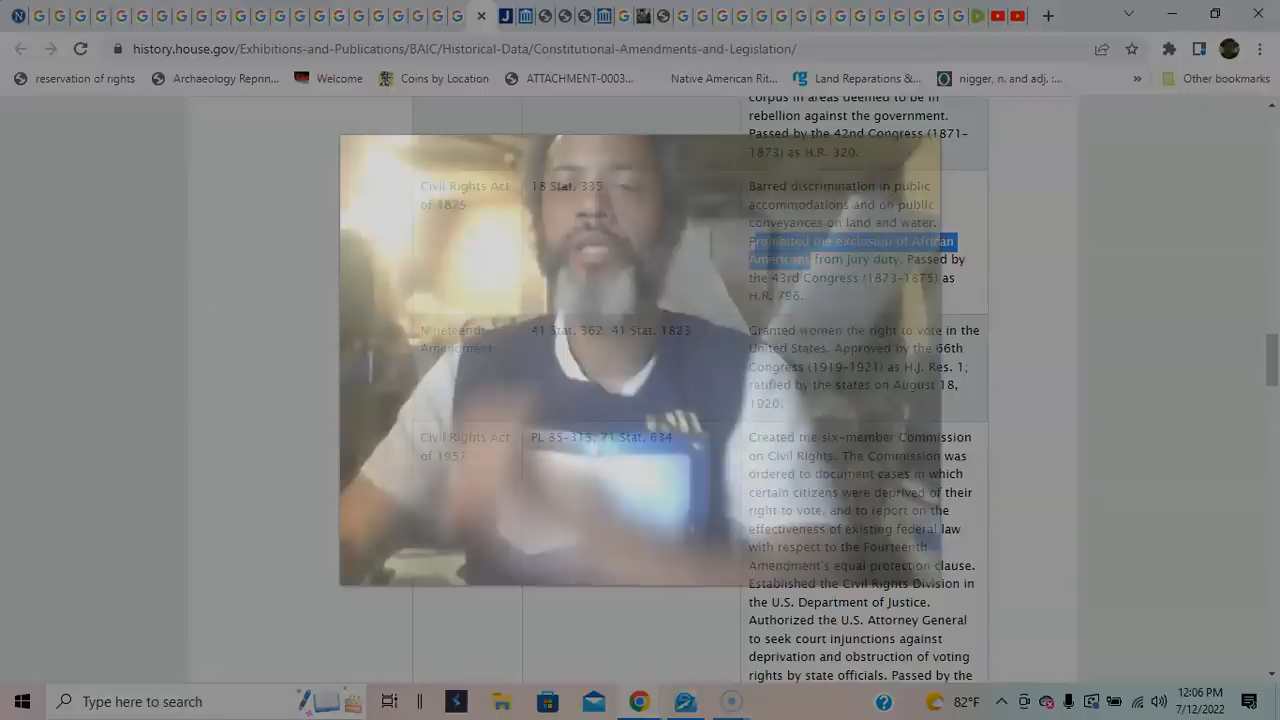 history.house.gov/Exhibitions-and-Publications/BAIC/Historical-Data/Constitutional-Amendments-and-Legislation/
reservation of rights
Archaeology Reprin...
Welcome
Coins by Location
ATTACHMENT-0003...
Native American Rit...
Land Reparations &...
nigger, n. and adj. :...
»
Other bookmarks
corpus in areas deemed to be in
rebellion against the government.
Passed by the 42nd Congress (1871–
1873) as H.R. 320.
Civil Rights Act
of 1875
18 Stat. 335
Barred discrimination in public
accommodations and on public
conveyances on land and water.
Prohibited the exclusion of African
Americans from jury duty. Passed by
the 43rd Congress (1873–1875) as
H.R. 796.
Nineteenth
Amendment
41 Stat. 362 41 Stat. 1823
Granted women the right to vote in the
United States. Approved by the 66th
Congress (1919–1921) as H.J. Res. 1;
ratified by the states on August 18,
1920.
Civil Rights Act
of 1957
PL 85–315, 71 Stat. 634
Created the six-member Commission
on Civil Rights. The Commission was
ordered to document cases in which
certain citizens were deprived of their
right to vote, and to report on the
effectiveness of existing federal law
with respect to the Fourteenth
Amendment's equal protection clause.
Established the Civil Rights Division in
the U.S. Department of Justice.
Authorized the U.S. Attorney General
to seek court injunctions against
deprivation and obstruction of voting
rights by state officials. Passed by the
Type here to search
82°F
12:06 PM
7/12/2022